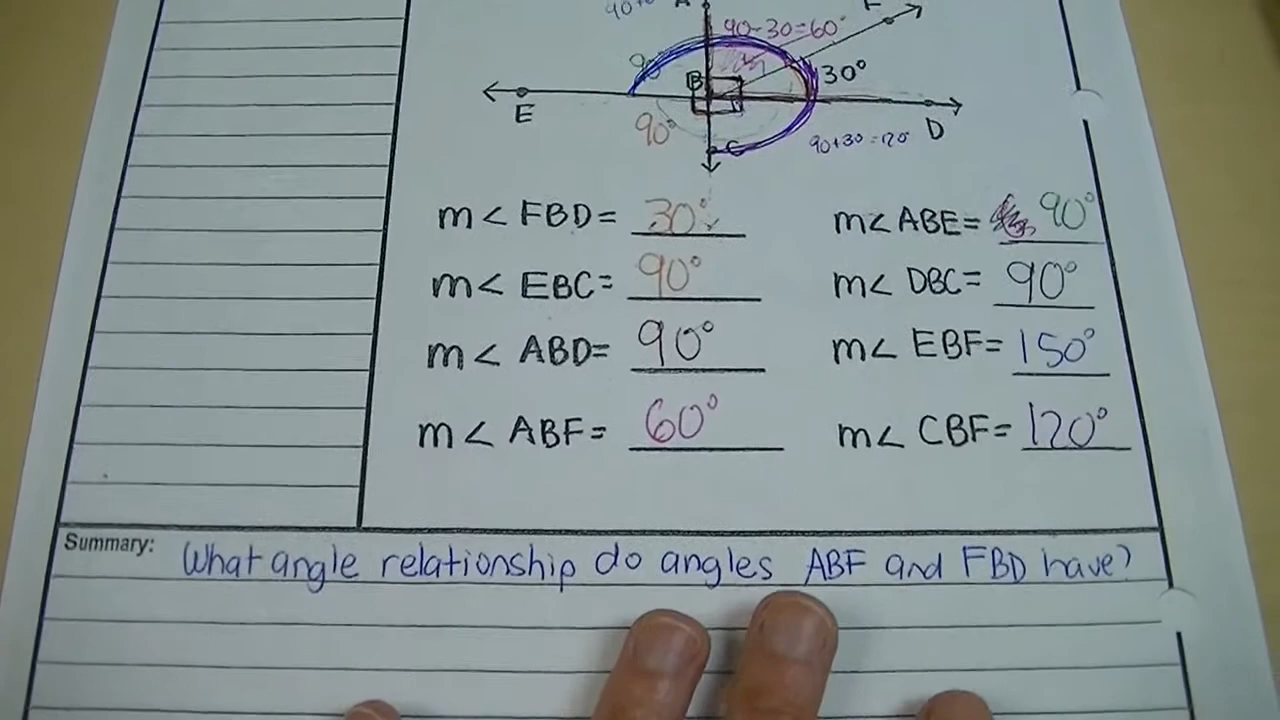 90-30=60°
90
B
30°
E
90°
C
90+30=120°
D
m< FBD= 30° m< ABE= 90°
m< EBC= 90° m< DBC= 90°
m< ABD= 90° m< EBF= 150°
m< ABF= 60° m< CBF= 120°
Summary: What angle relationship do angles ABF and FBD have?